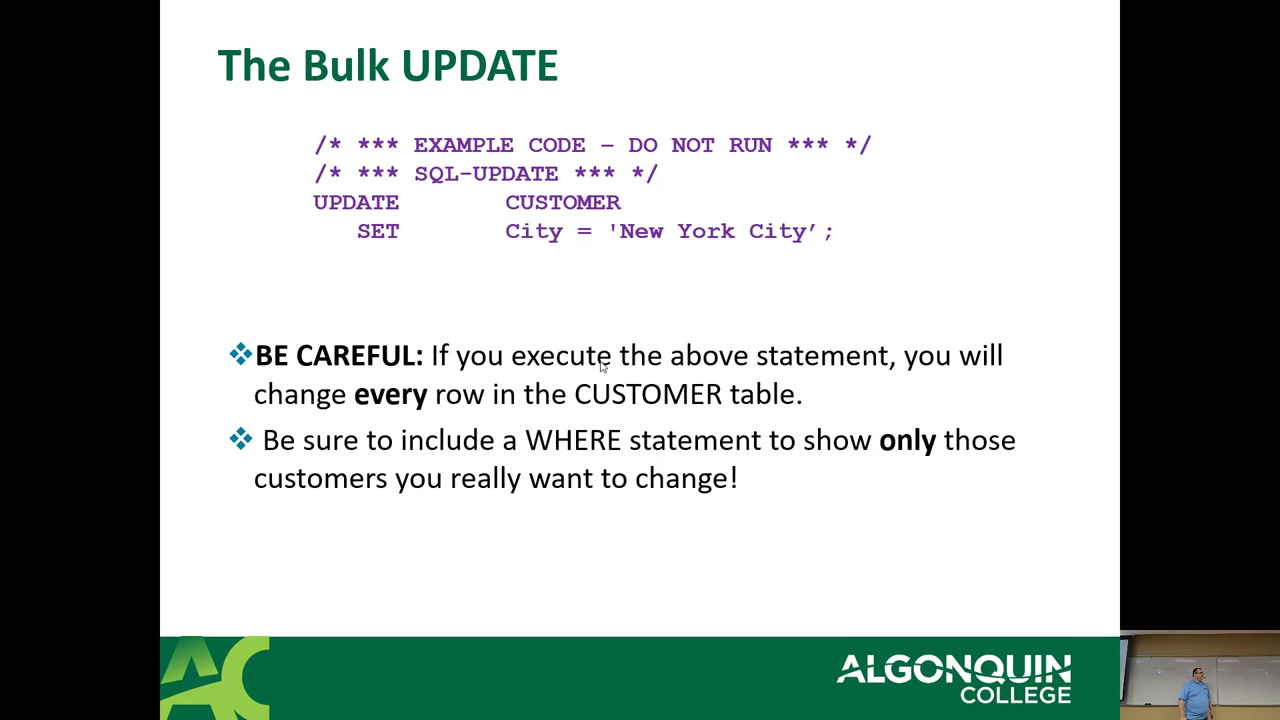 The Bulk UPDATE
/* *** EXAMPLE CODE – DO NOT RUN *** */
/* *** SQL-UPDATE *** */
UPDATE CUSTOMER
SET City = 'New York City’;
❖BE CAREFUL: If you execute the above statement, you will
change every row in the CUSTOMER table.
❖ Be sure to include a WHERE statement to show only those
customers you really want to change!
AC
ALGONQUIN
COLLEGE